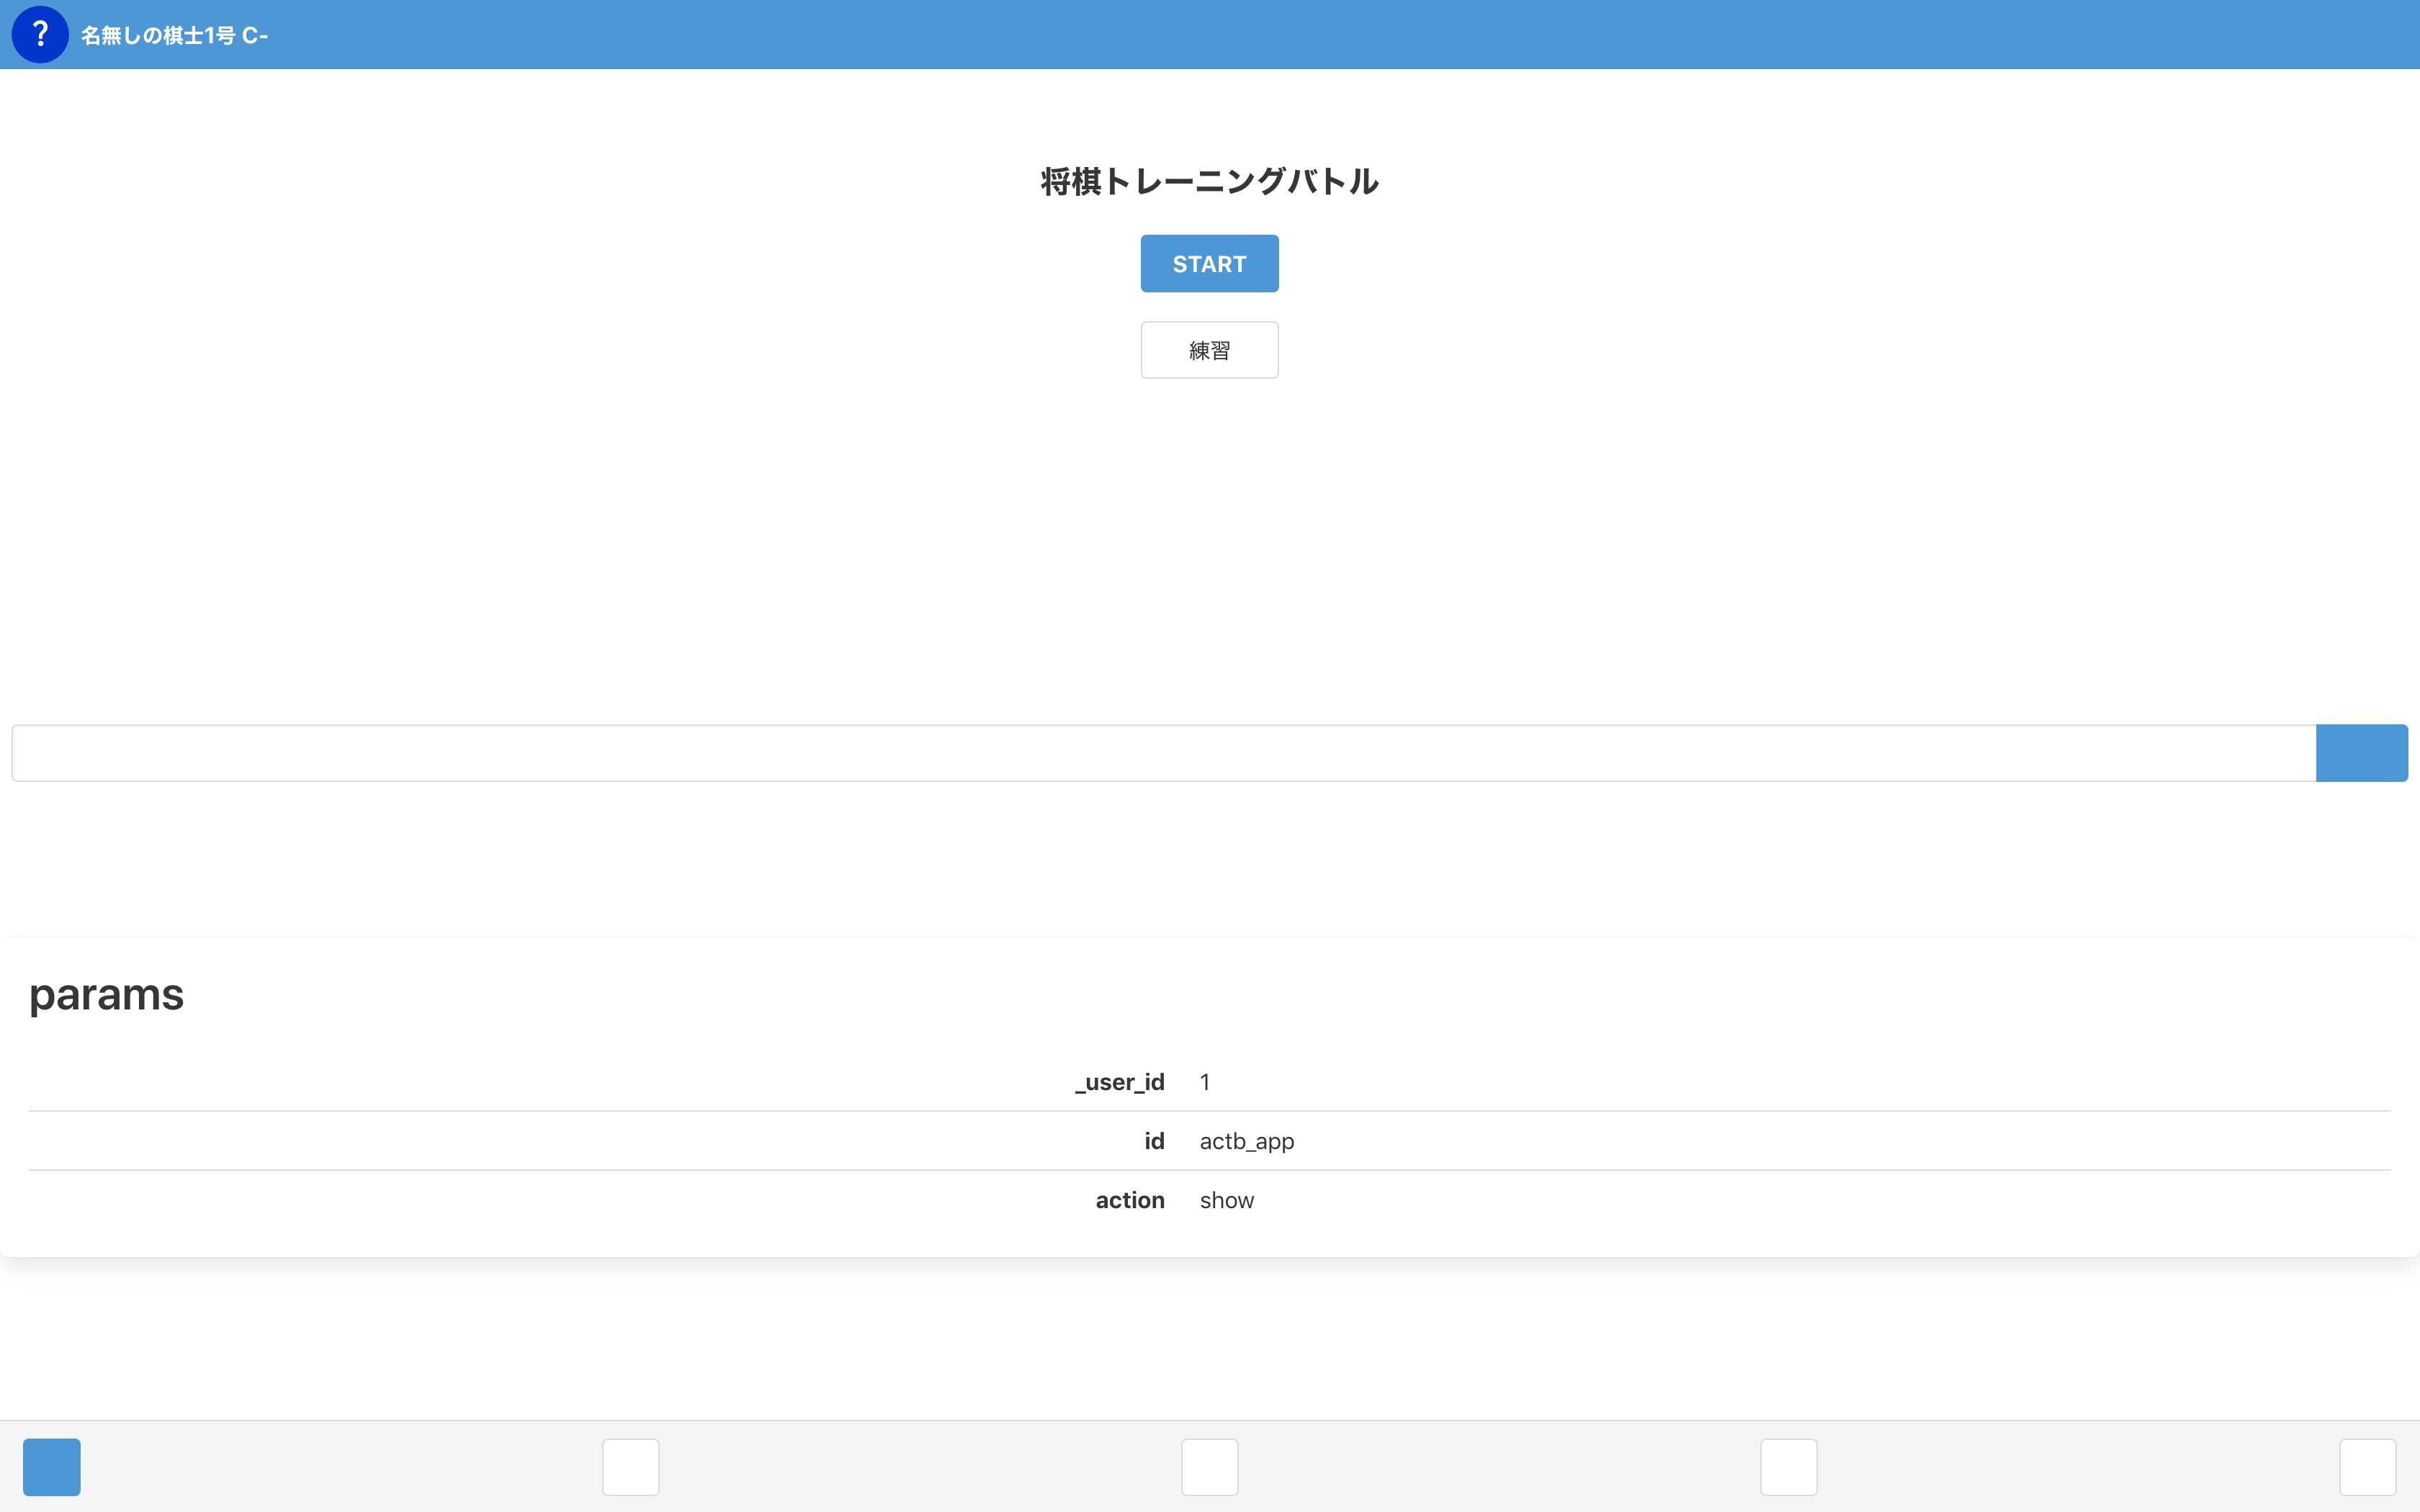 ?
名無しの棋士1号 C-
将棋トレーニングバトル
START
練習
params
_user_id 1
id actb_app
action show